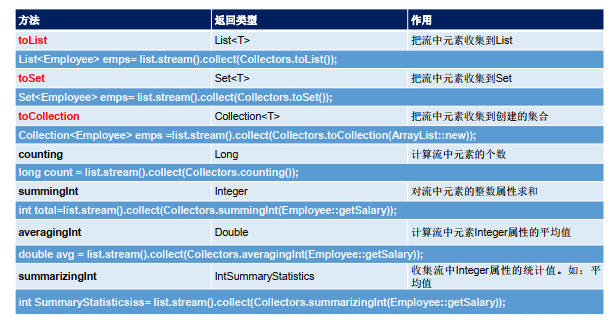 方法 返回类型 作用
toList List<T> 把流中元素收集到List
List<Employee> emps= list.stream().collect(Collectors.toList());
toSet Set<T> 把流中元素收集到Set
Set<Employee> emps= list.stream().collect(Collectors.toSet());
toCollection Collection<T> 把流中元素收集到创建的集合
Collection<Employee> emps =list.stream().collect(Collectors.toCollection(ArrayList::new));
counting Long 计算流中元素的个数
long count = list.stream().collect(Collectors.counting());
summingInt Integer 对流中元素的整数属性求和
int total=list.stream().collect(Collectors.summingInt(Employee::getSalary));
averagingInt Double 计算流中元素Integer属性的平均值
double avg = list.stream().collect(Collectors.averagingInt(Employee::getSalary));
summarizingInt IntSummaryStatistics 收集流中Integer属性的统计值。如：平
均值
int SummaryStatisticsiss= list.stream().collect(Collectors.summarizingInt(Employee::getSalary));